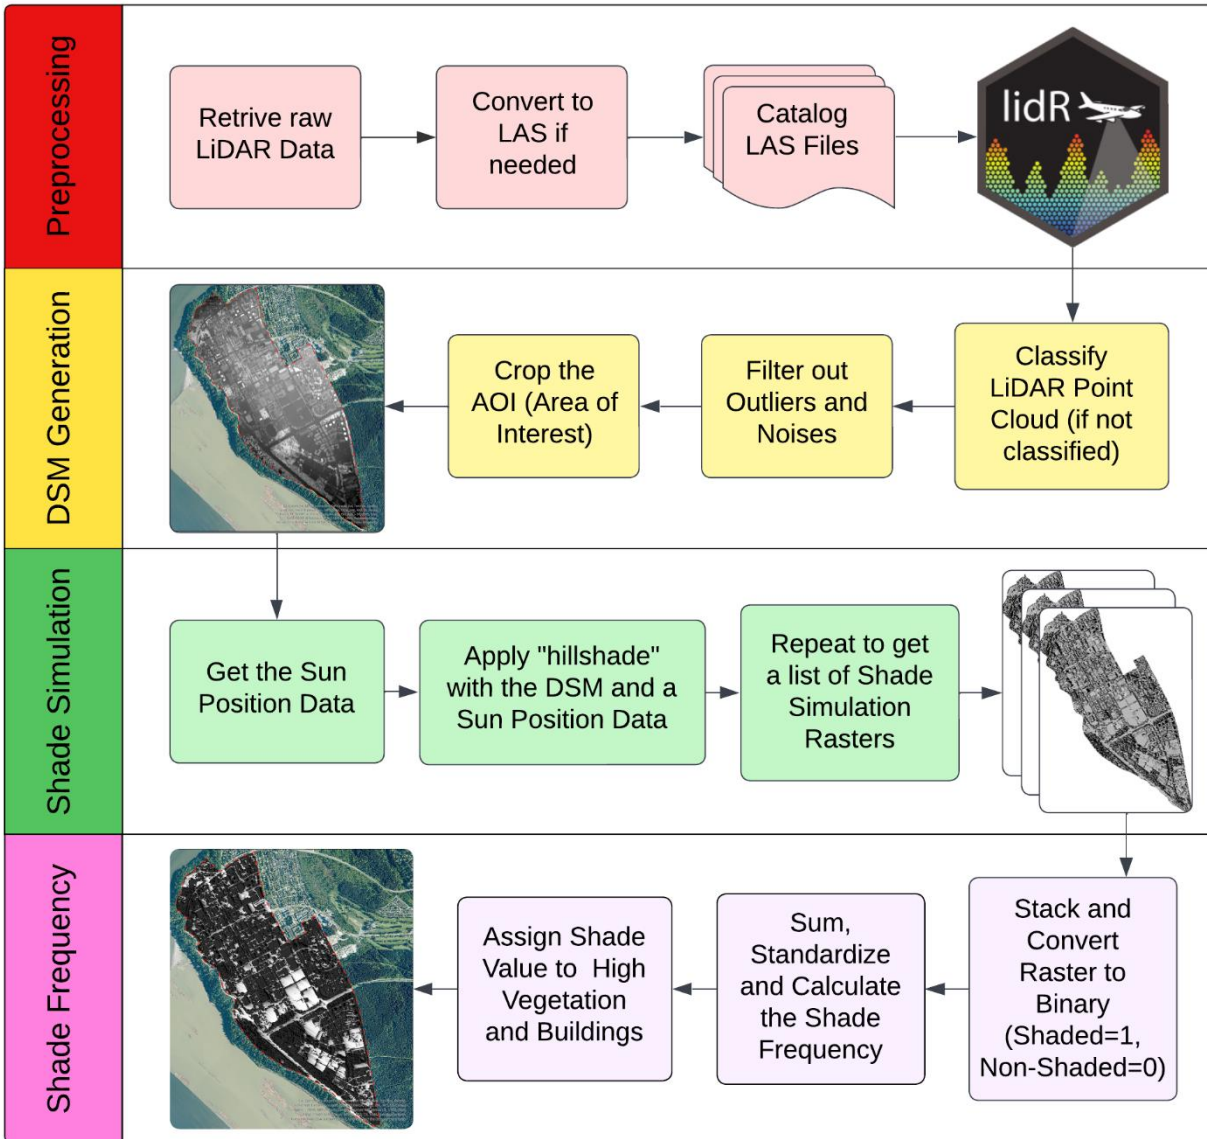 Preprocessing
Retrive raw
LiDAR Data
Convert to
LAS if
needed
Catalog
LAS Files
lidR
DSM Generation
Classify
LiDAR Point
Cloud (if not
classified)
Filter out
Outliers and
Noises
Crop the
AOI (Area of
Interest)
Shade Simulation
Get the Sun
Position Data
Apply "hillshade"
with the DSM and a
Sun Position Data
Repeat to get
a list of Shade
Simulation
Rasters
Shade Frequency
Stack and
Convert
Raster to
Binary
(Shaded=1,
Non-Shaded=0)
Sum,
Standardize
and Calculate
the Shade
Frequency
Assign Shade
Value to  High
Vegetation
and Buildings